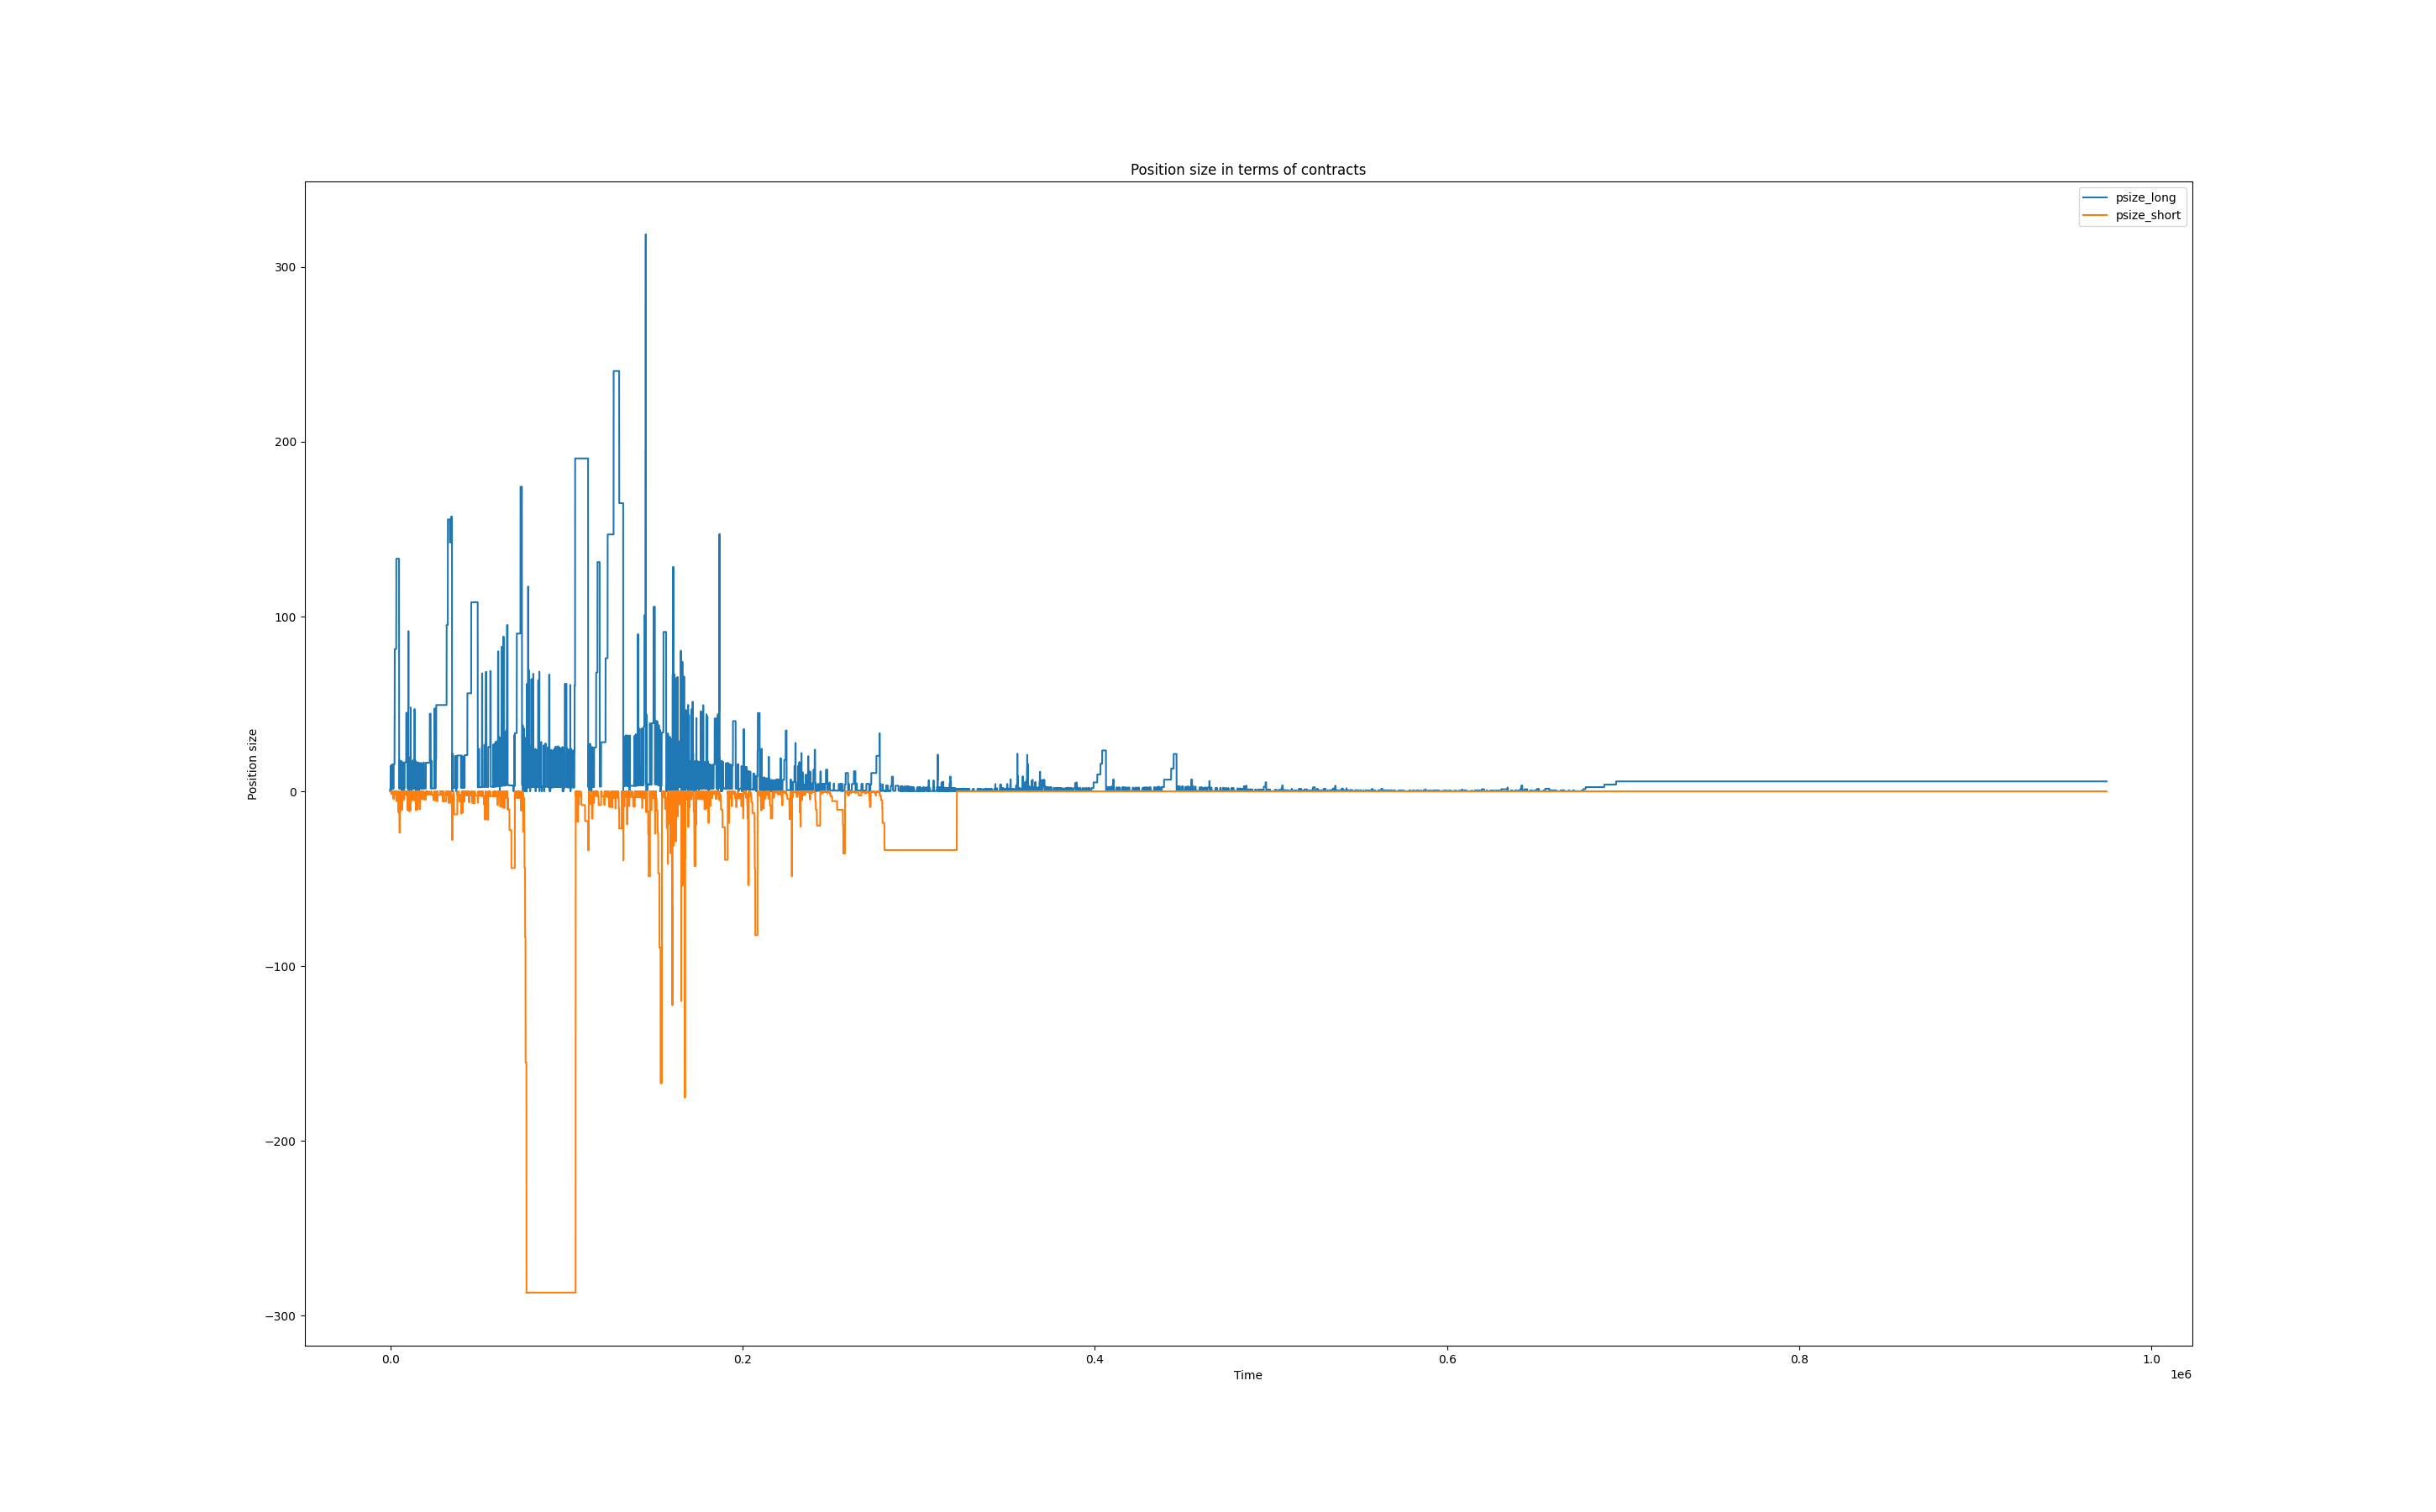 Position size in terms of contracts
psize_long
psize_short
Position size
300
200
100
0
−100
−200
−300
0.0
0.2
0.4
0.6
0.8
1.0
1e6
Time